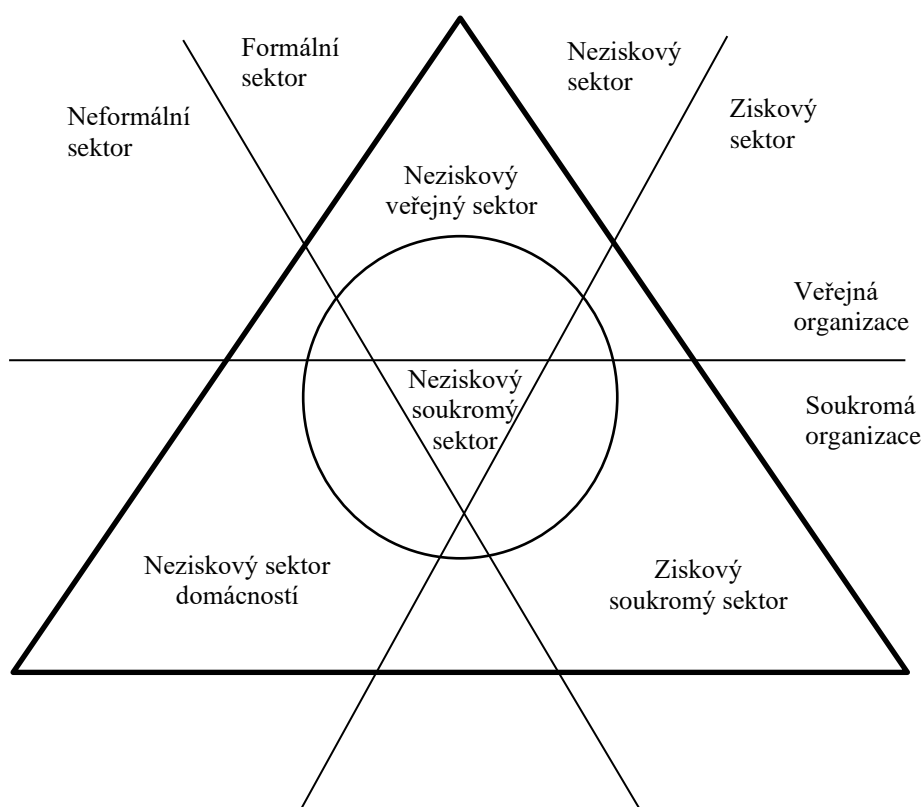 Formální
sektor
Neziskový
sektor
Neformální
sektor
Ziskový
sektor
Neziskový
veřejný sektor
Veřejná
organizace
Neziskový
soukromý
sektor
Soukromá
organizace
Neziskový sektor
domácností
Ziskový
soukromý sektor